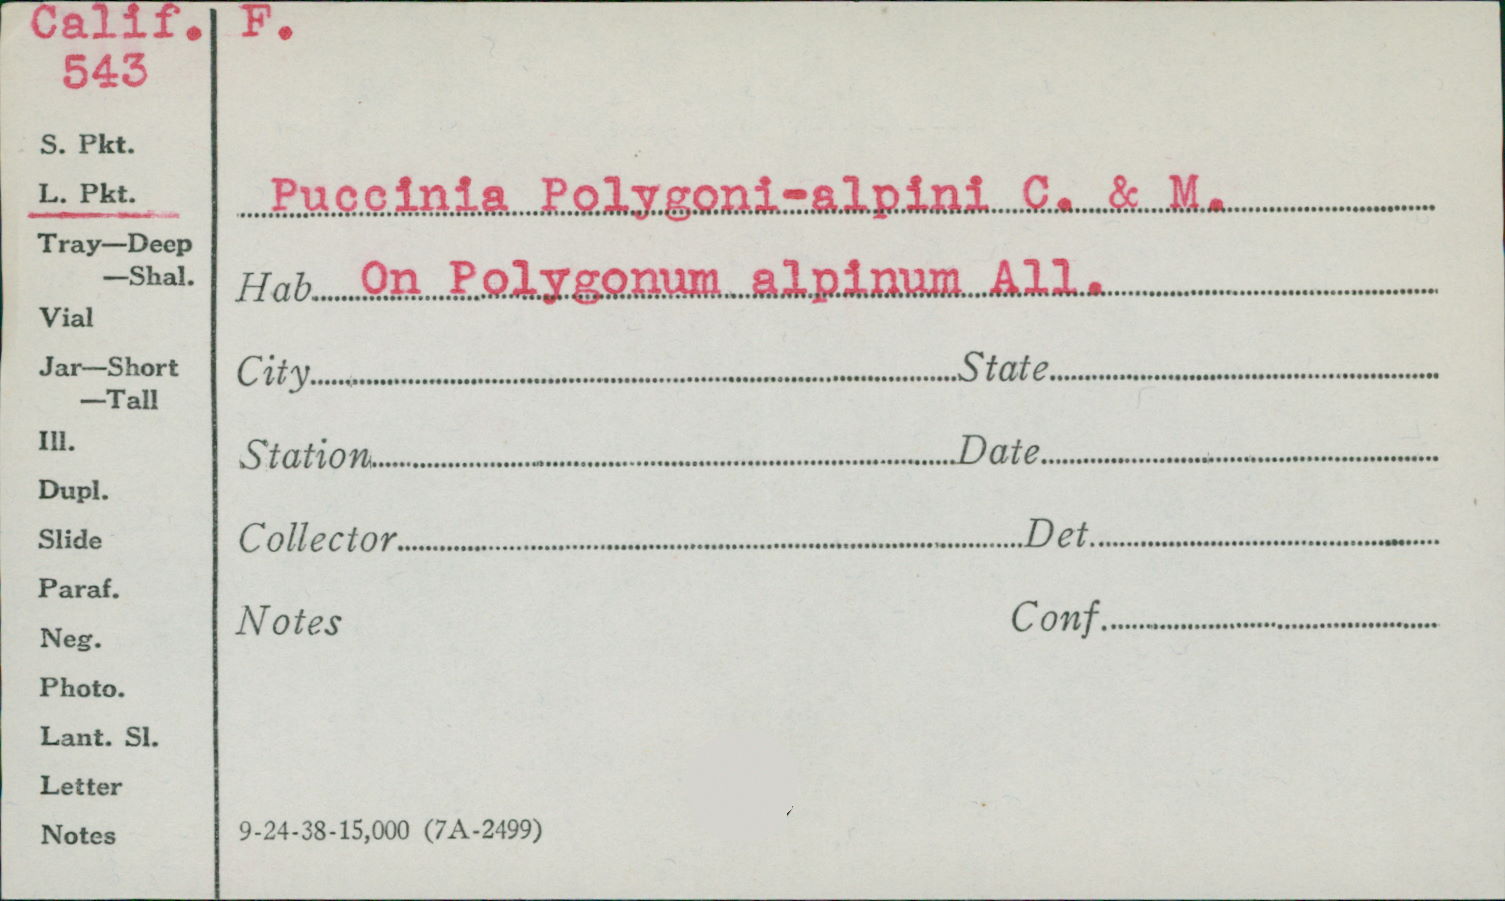 Calif. F.
543
S. Pkt.
L. Pkt.
Tray—Deep
—Shal.
Vial
Jar—Short
—Tall
Ill.
Dupl.
Slide
Paraf.
Neg.
Photo.
Lant. Sl.
Letter
Notes
Puccinia Polygoni-alpini C. & M.
Hab. On Polygonum alpinum All.
City State
Station Date
Collector Det.
Notes Conf.
9-24-38-15,000 (7A-2499)